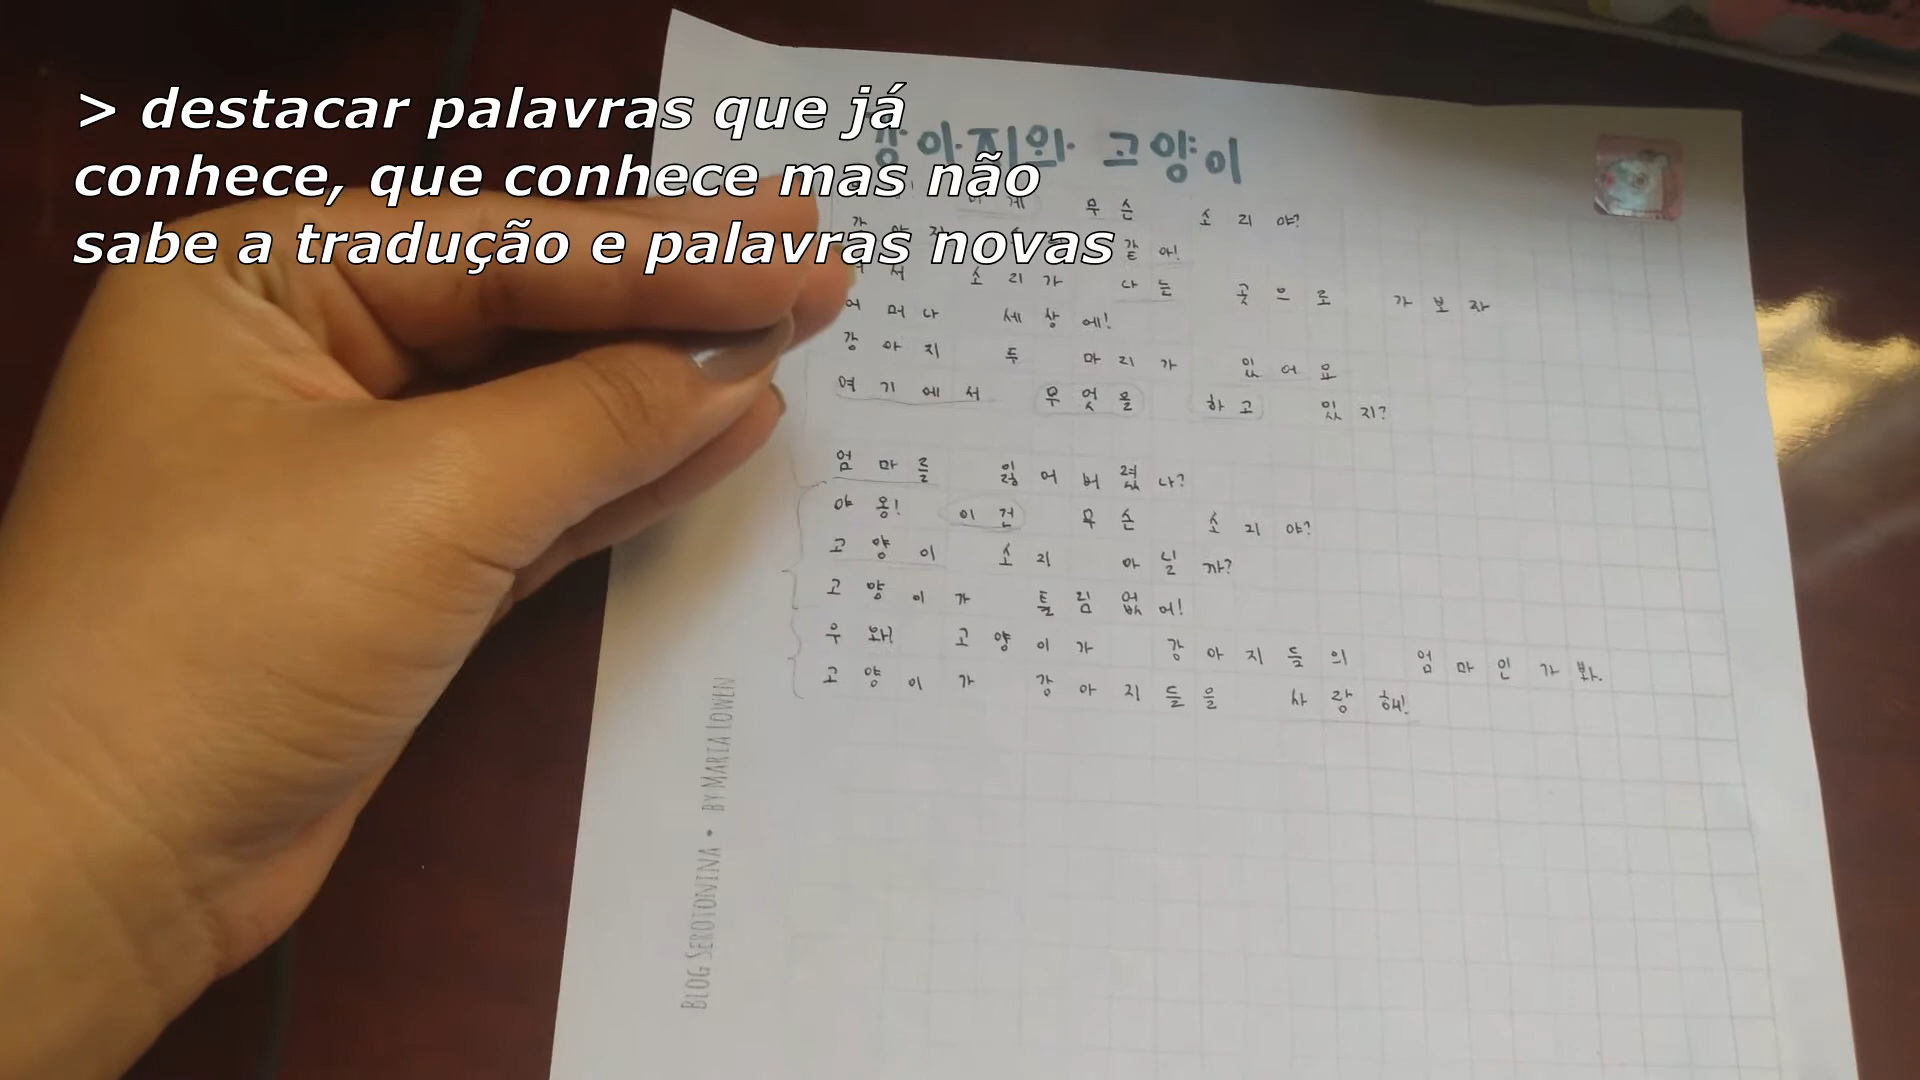 > destacar palavras que já
conhece, que conhece mas não
sabe a tradução e palavras novas
강아지와 고양이
무슨 소리야?
같아!
소리가 나는 곳으로 가보자
어머나 세상에!
강아지 두 마리가 있어요
여기에서 무엇을 하고 있지?
엄마를 잃어버렸나?
야옹! 이건 무슨 소리야?
고양이 소리 아닐까?
고양이가 틀림없어!
우와! 고양이가 강아지들의 엄마인가봐.
고양이가 강아지들을 사랑해!
BLOG SEROTONINA • BY MARIA LOWEN